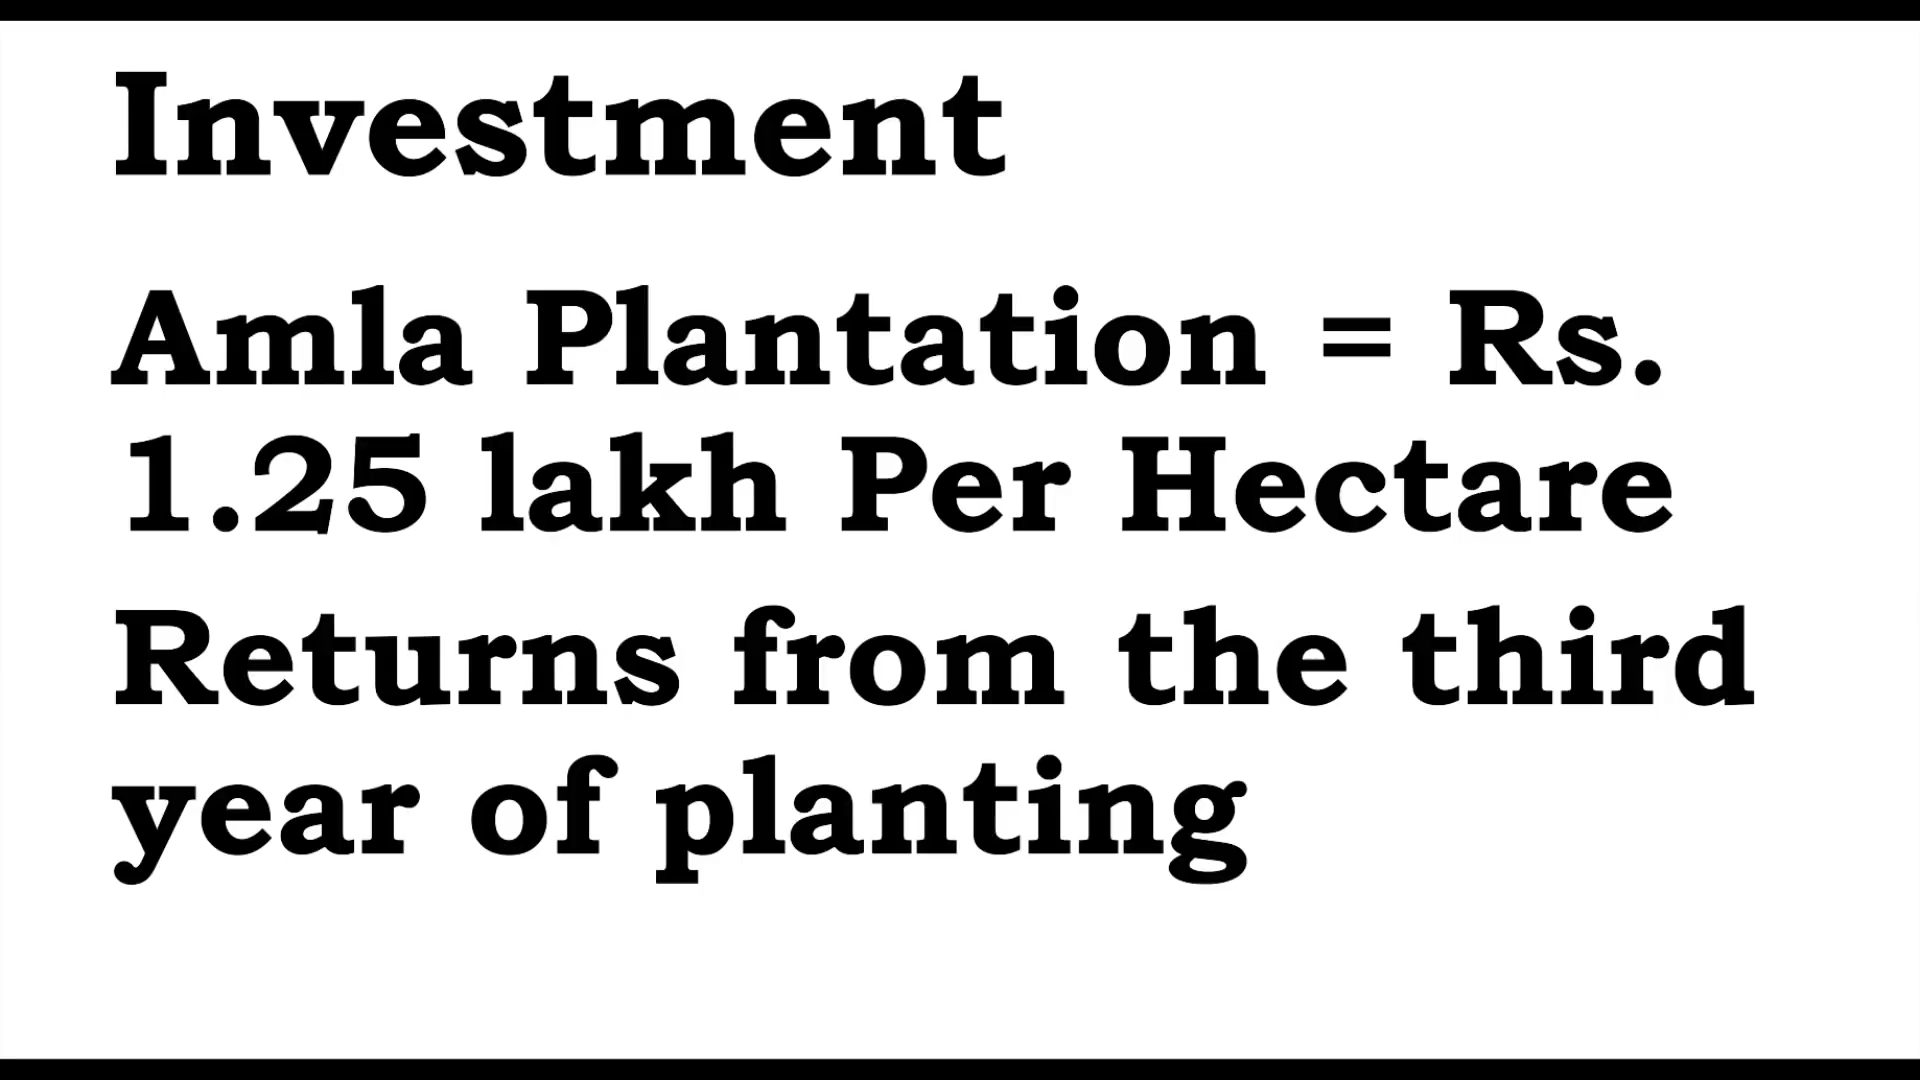 Investment
Amla Plantation = Rs.
1.25 lakh Per Hectare
Returns from the third
year of planting